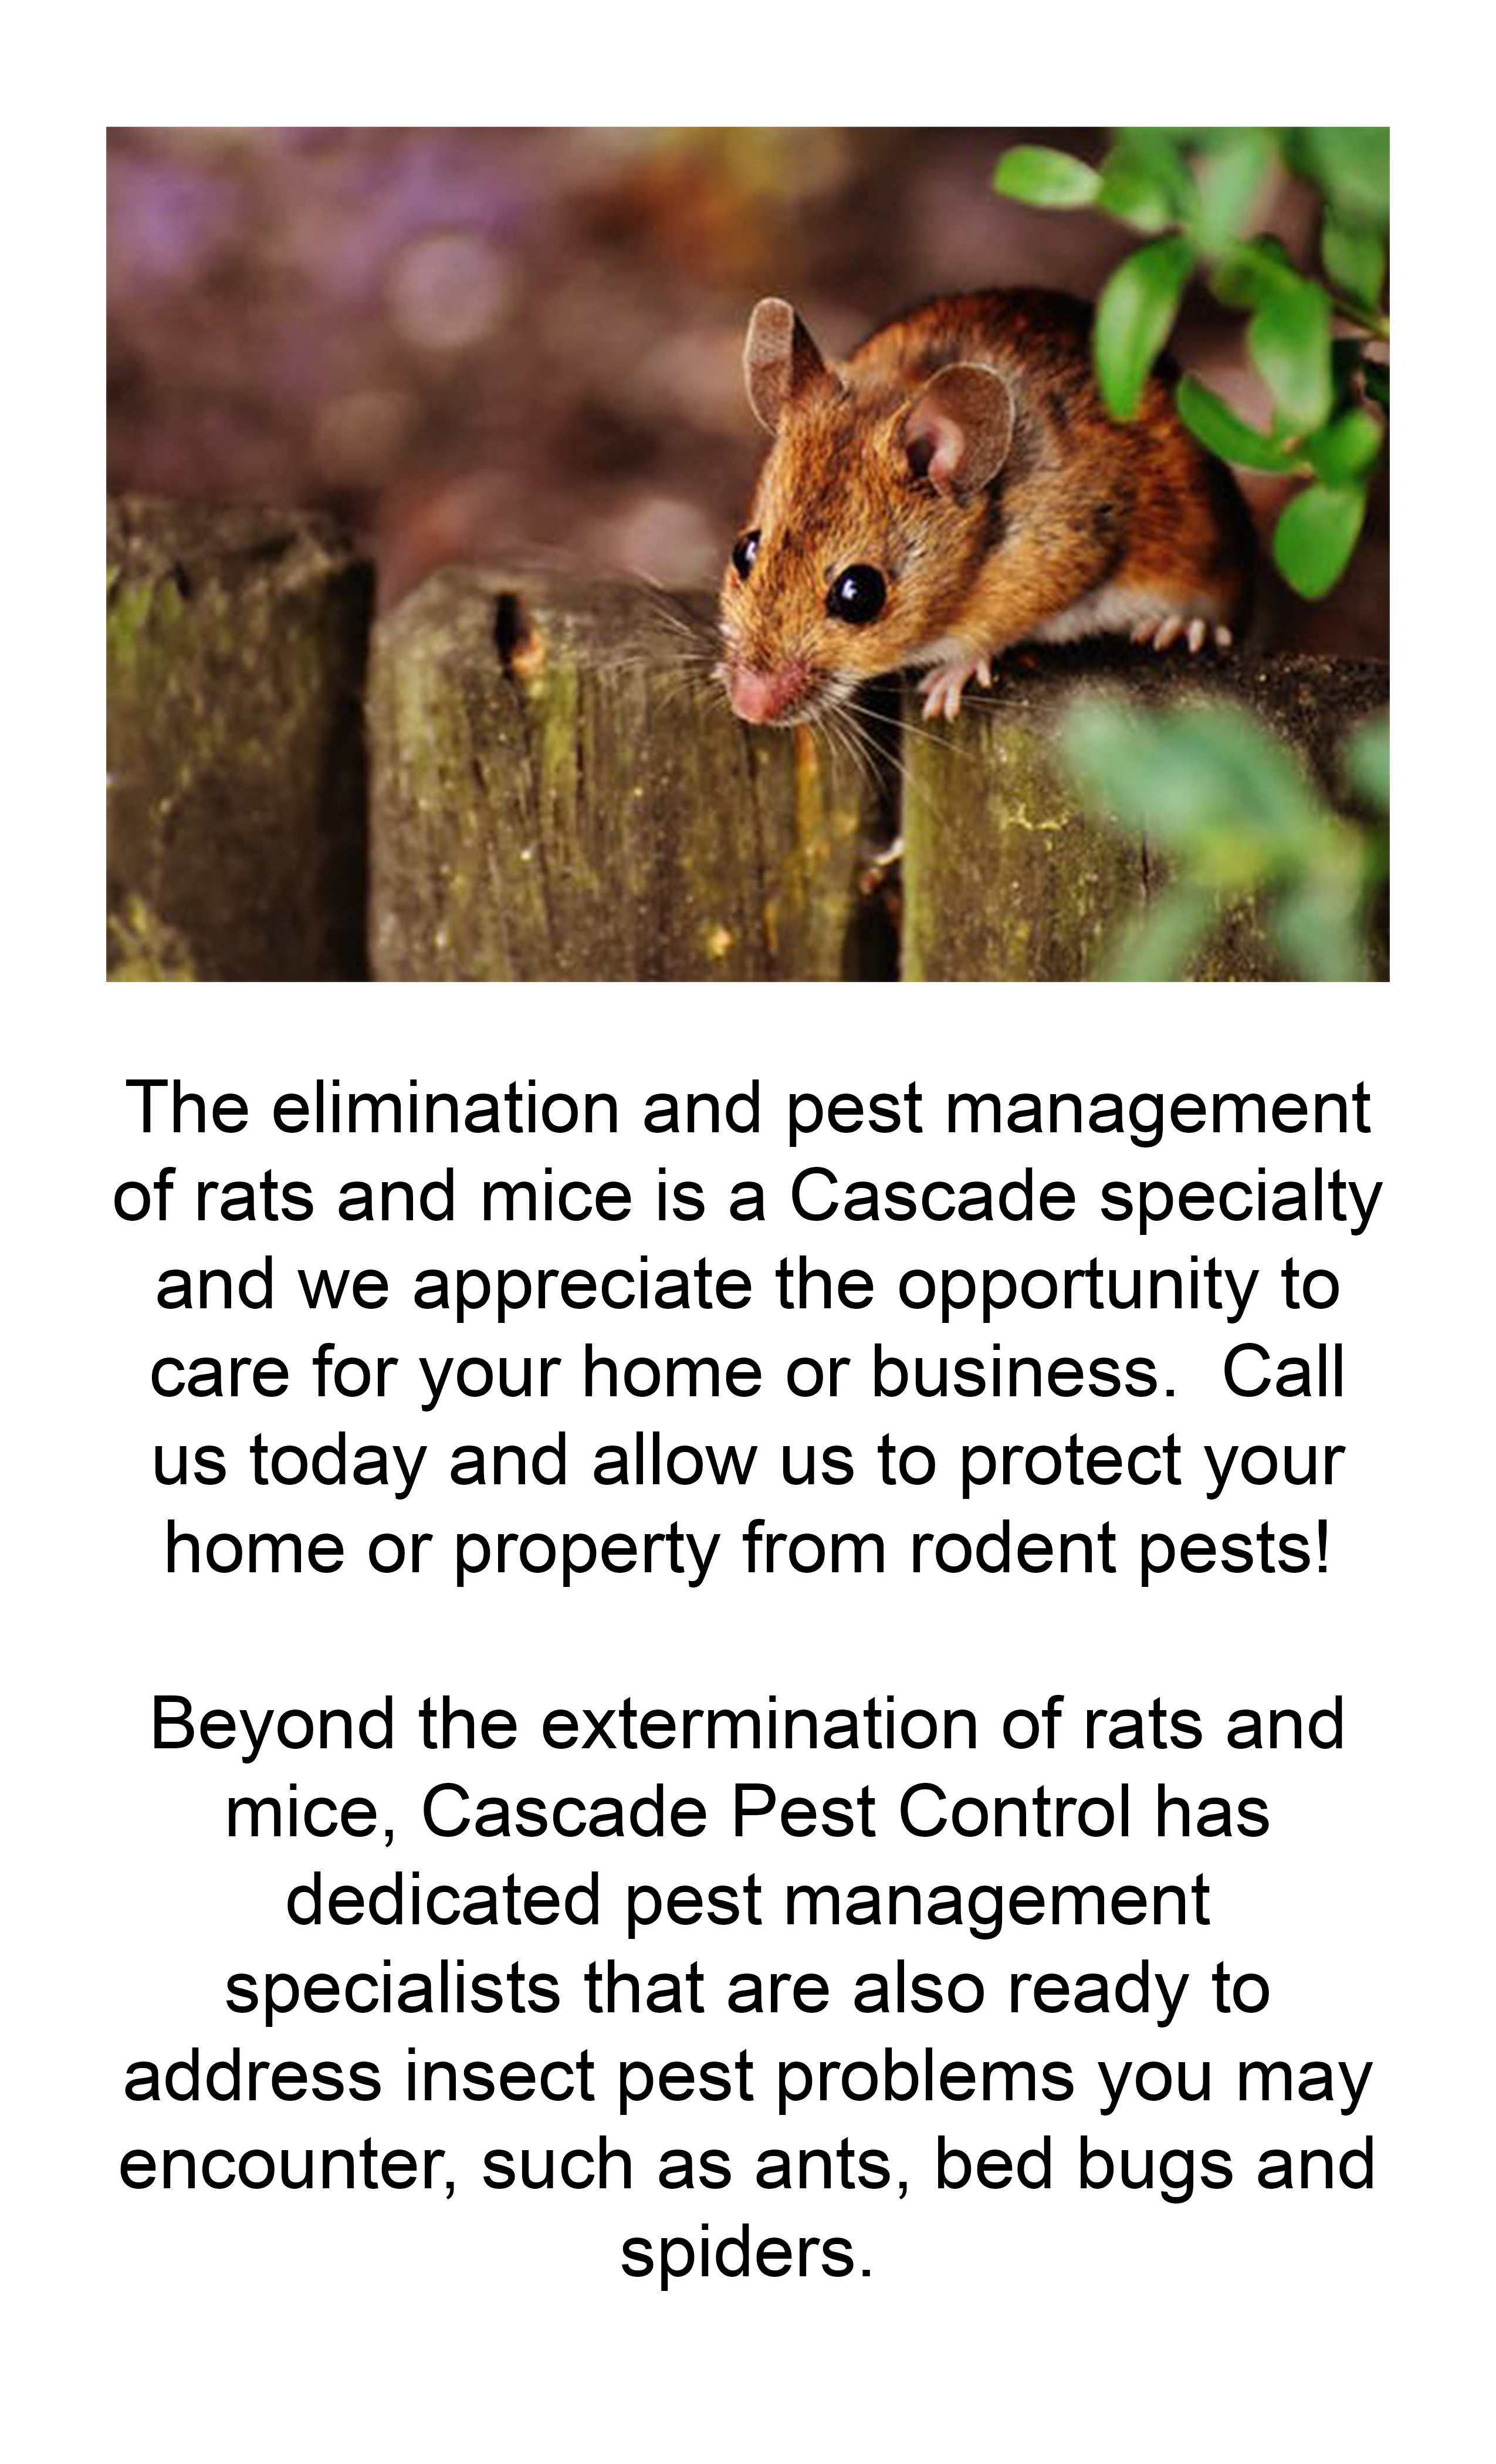 The elimination and pest management
of rats and mice is a Cascade specialty
and we appreciate the opportunity to
care for your home or business.  Call
us today and allow us to protect your
home or property from rodent pests!
Beyond the extermination of rats and
mice, Cascade Pest Control has
dedicated pest management
specialists that are also ready to
address insect pest problems you may
encounter, such as ants, bed bugs and
spiders.